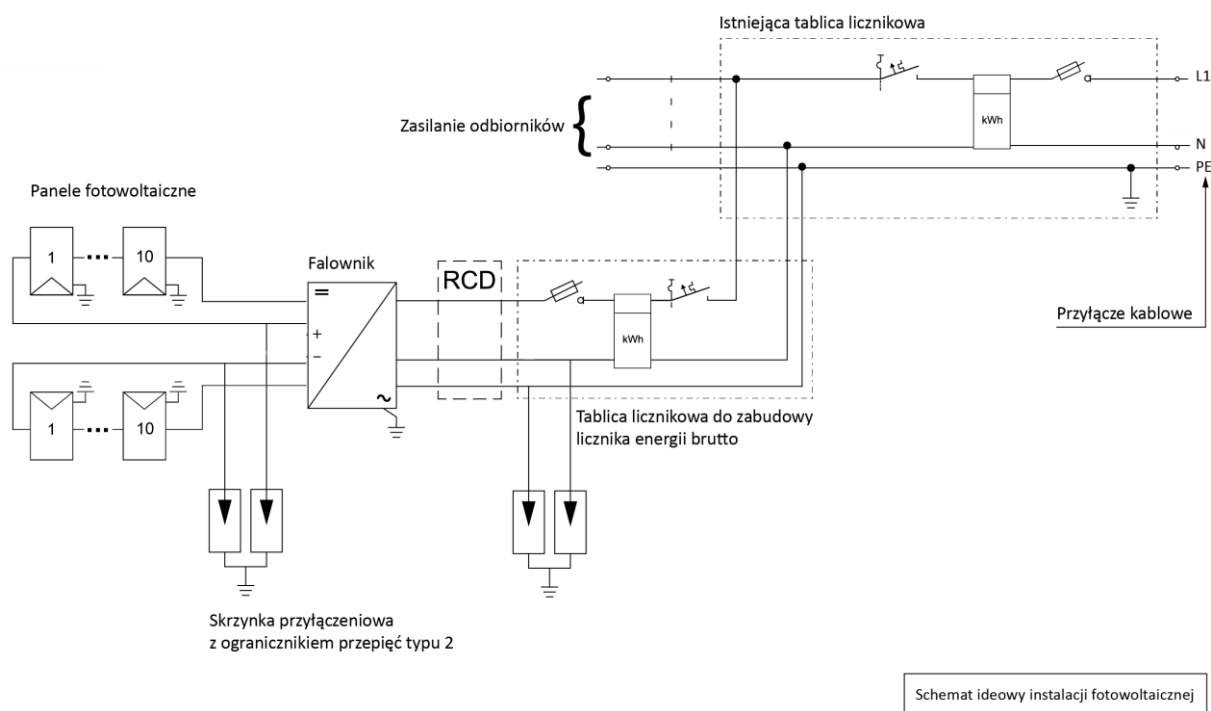 Istniejąca tablica licznikowa
L1
kWh
Zasilanie odbiorników
{
N
PE
Panele fotowoltaiczne
1
10
Falownik
RCD
=
+
−
~
kWh
Przyłącze kablowe
1
10
Tablica licznikowa do zabudowy
licznika energii brutto
Skrzynka przyłączeniowa
z ogranicznikiem przepięć typu 2
Schemat ideowy instalacji fotowoltaicznej